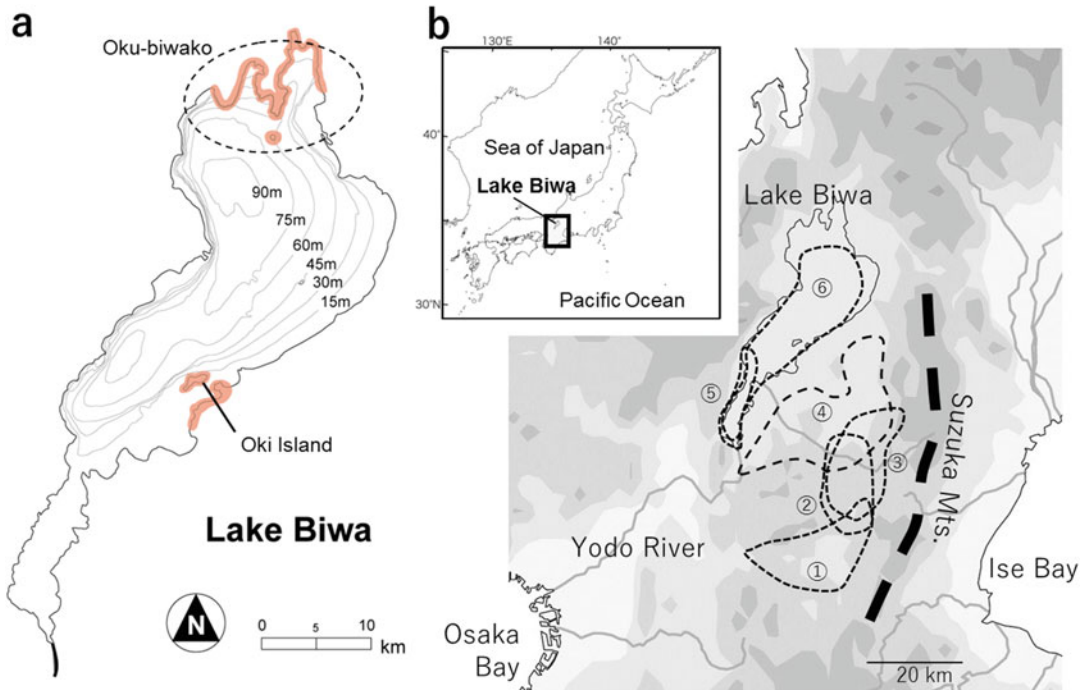 a
Oku-biwako
90m
75m
60m
45m
30m
15m
Oki Island
Lake Biwa
N
0 5 10
km
b
130°E 140°
40°
30°N
Sea of Japan
Lake Biwa
Pacific Ocean
Lake Biwa
⑥
⑤
④
③
②
①
Suzuka Mts
Yodo River
Ise Bay
Osaka
Bay
20 km